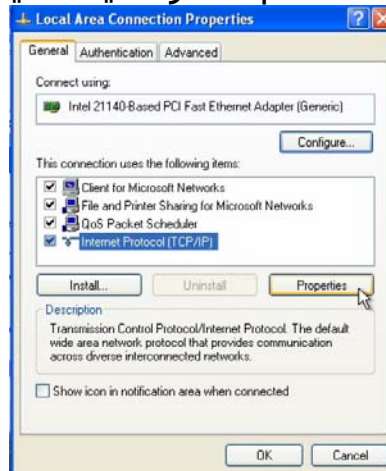 Local Area Connection Properties
General Authentication Advanced
Connect using:
Intel 21140-Based PCI Fast Ethernet Adapter (Generic)
Configure...
This connection uses the following items:
Client for Microsoft Networks
File and Printer Sharing for Microsoft Networks
QoS Packet Scheduler
Internet Protocol (TCP/IP)
Install... Uninstall Properties
Description
Transmission Control Protocol/Internet Protocol. The default
wide area network protocol that provides communication
across diverse interconnected networks.
Show icon in notification area when connected
OK Cancel